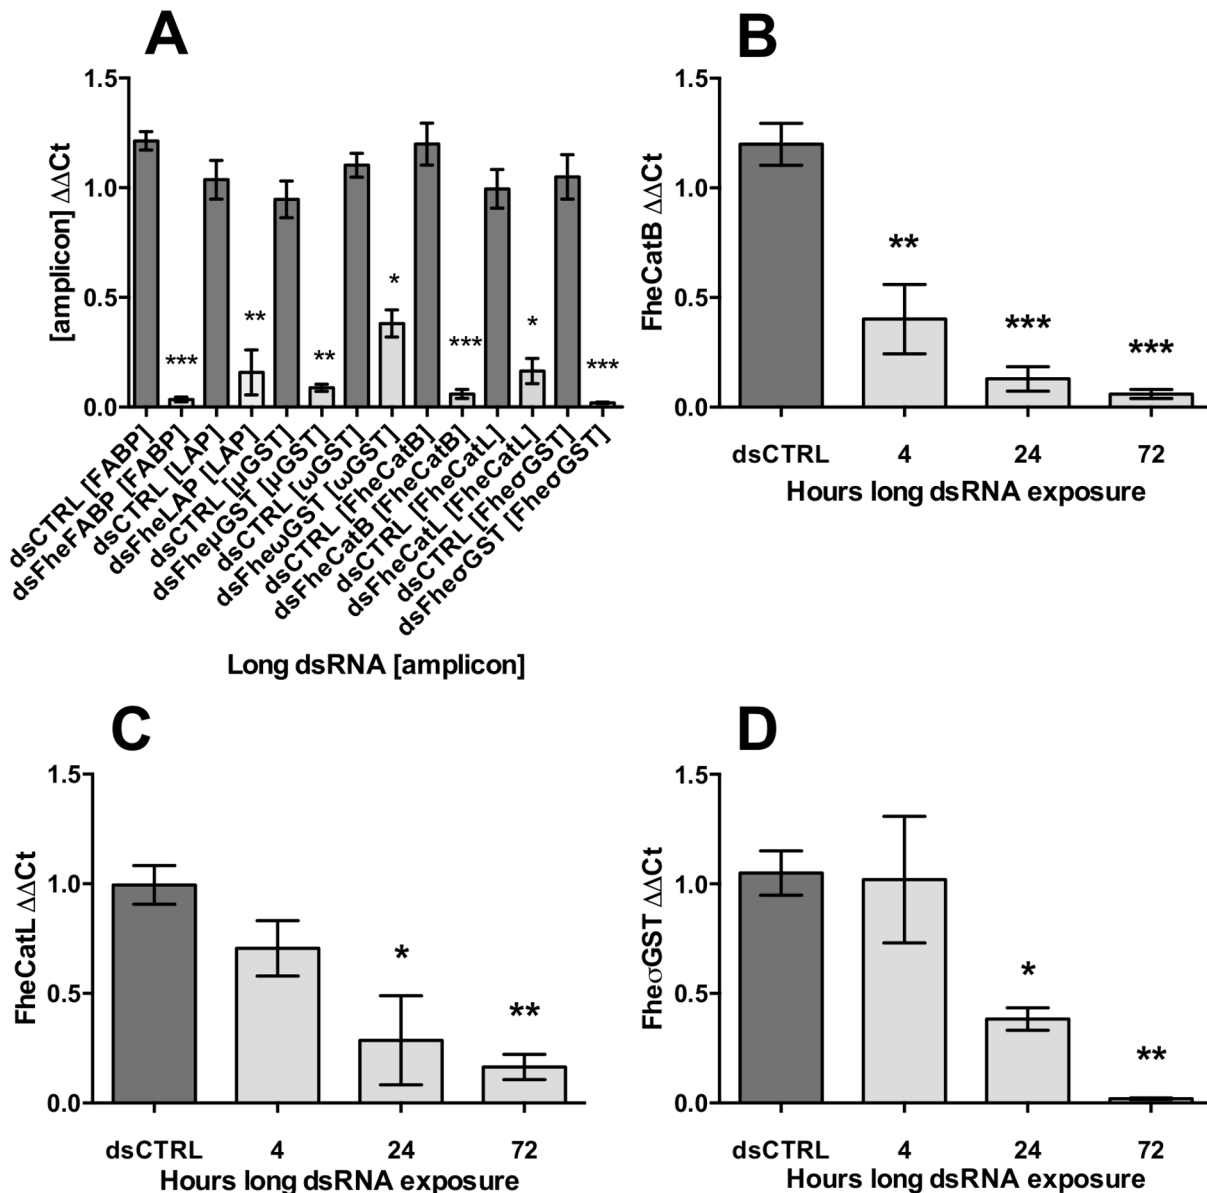 A
[amplicon] ΔΔCt
1.5
1.0
0.5
0.0
***
**
**
*
***
*
***
dsCTRL [FABP]
dsFheFABP [FABP]
dsCTRL [LAP]
dsFheLAP [LAP]
dsCTRL [μGST]
dsFheμGST [μGST]
dsCTRL [ωGST]
dsFheωGST [ωGST]
dsCTRL [FheCatB]
dsFheCatB [FheCatB]
dsCTRL [FheCatL]
dsFheCatL [FheCatL]
dsCTRL [FheσGST]
dsFheσGST [FheσGST]
Long dsRNA [amplicon]
B
FheCatB ΔΔCt
1.5
1.0
0.5
0.0
**
***
***
dsCTRL 4 24 72
Hours long dsRNA exposure
C
FheCatL ΔΔCt
1.5
1.0
0.5
0.0
*
**
dsCTRL 4 24 72
Hours long dsRNA exposure
D
FheσGST ΔΔCt
1.5
1.0
0.5
0.0
*
**
dsCTRL 4 24 72
Hours long dsRNA exposure